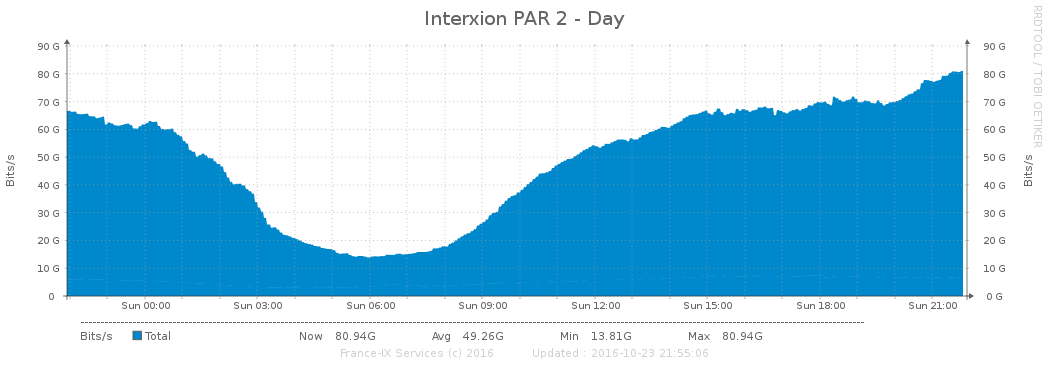 Interxion PAR 2 - Day
RRDTOOL / TOBI OETIKER
90 G 90 G
80 G 80 G
70 G 70 G
60 G 60 G
50 G 50 G
40 G 40 G
30 G 30 G
20 G 20 G
10 G 10 G
0 0 G
Bits/s
Bits/s
Sun 00:00 Sun 03:00 Sun 06:00 Sun 09:00 Sun 12:00 Sun 15:00 Sun 18:00 Sun 21:00
Bits/s Total Now 80.94G Avg 49.26G Min 13.81G Max 80.94G
France-IX Services (c) 2016 Updated : 2016-10-23 21:55:06